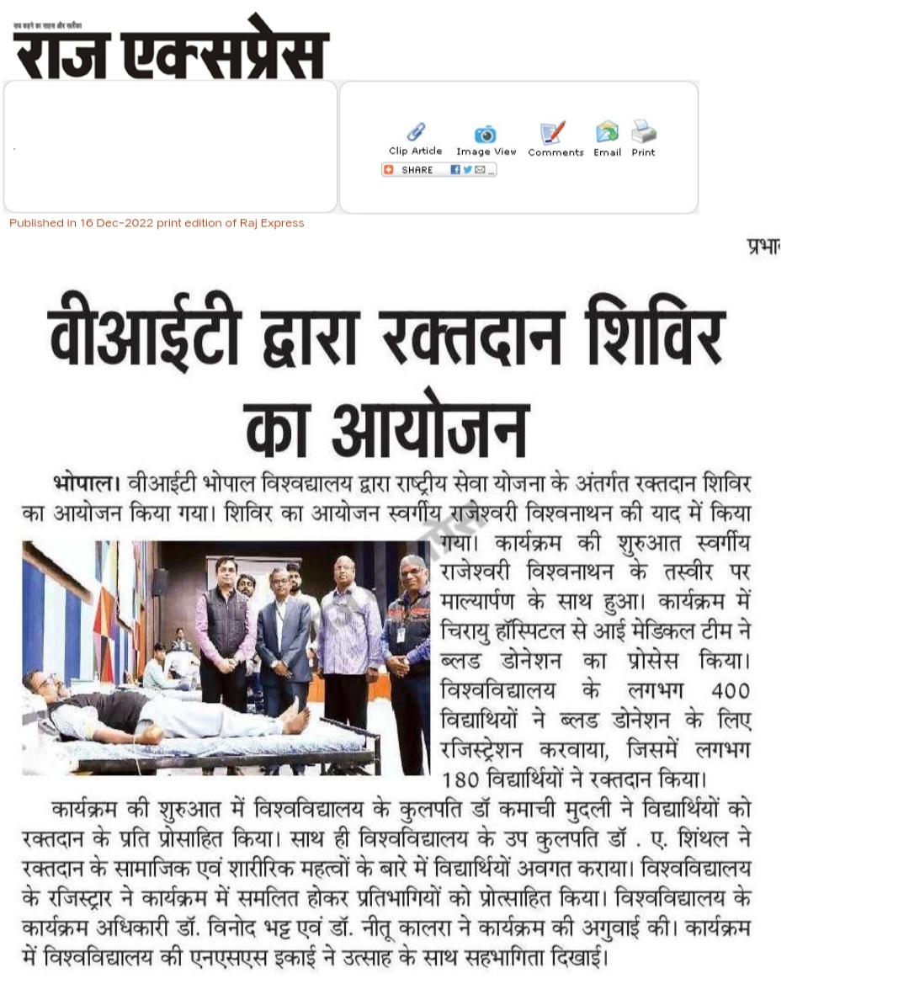 सच कहने का साहस और सलीका
राज एक्सप्रेस
Clip Article
Image View
Comments
Email
Print
SHARE
Published in 16 Dec-2022 print edition of Raj Express
वीआईटी द्वारा रक्तदान शिविर
का आयोजन
भोपाल। वीआईटी भोपाल विश्वद्यालय द्वारा राष्ट्रीय सेवा योजना के अंतर्गत रक्तदान शिविर
का आयोजन किया गया। शिविर का आयोजन स्वर्गीय राजेश्वरी विश्वनाथन की याद में किया
गया। कार्यक्रम की शुरुआत स्वर्गीय
राजेश्वरी विश्वनाथन के तस्वीर पर
माल्यार्पण के साथ हुआ। कार्यक्रम में
चिरायु हॉस्पिटल से आई मेडिकल टीम ने
ब्लड डोनेशन का प्रोसेस किया।
विश्वविद्यालय के लगभग 400
विद्याथियों ने ब्लड डोनेशन के लिए
रजिस्ट्रेशन करवाया, जिसमें लगभग
180 विद्यार्थियों ने रक्तदान किया।
कार्यक्रम की शुरुआत में विश्वविद्यालय के कुलपति डॉ कमाची मुदली ने विद्यार्थियों को
रक्तदान के प्रति प्रोसाहित किया। साथ ही विश्वविद्यालय के उप कुलपति डॉ . ए. शिंथल ने
रक्तदान के सामाजिक एवं शारीरिक महत्वों के बारे में विद्यार्थियों अवगत कराया। विश्वविद्यालय
के रजिस्ट्रार ने कार्यक्रम में समलित होकर प्रतिभागियों को प्रोत्साहित किया। विश्वविद्यालय के
कार्यक्रम अधिकारी डॉ. विनोद भट्ट एवं डॉ. नीतू कालरा ने कार्यक्रम की अगुवाई की। कार्यक्रम
में विश्वविद्यालय की एनएसएस इकाई ने उत्साह के साथ सहभागिता दिखाई।